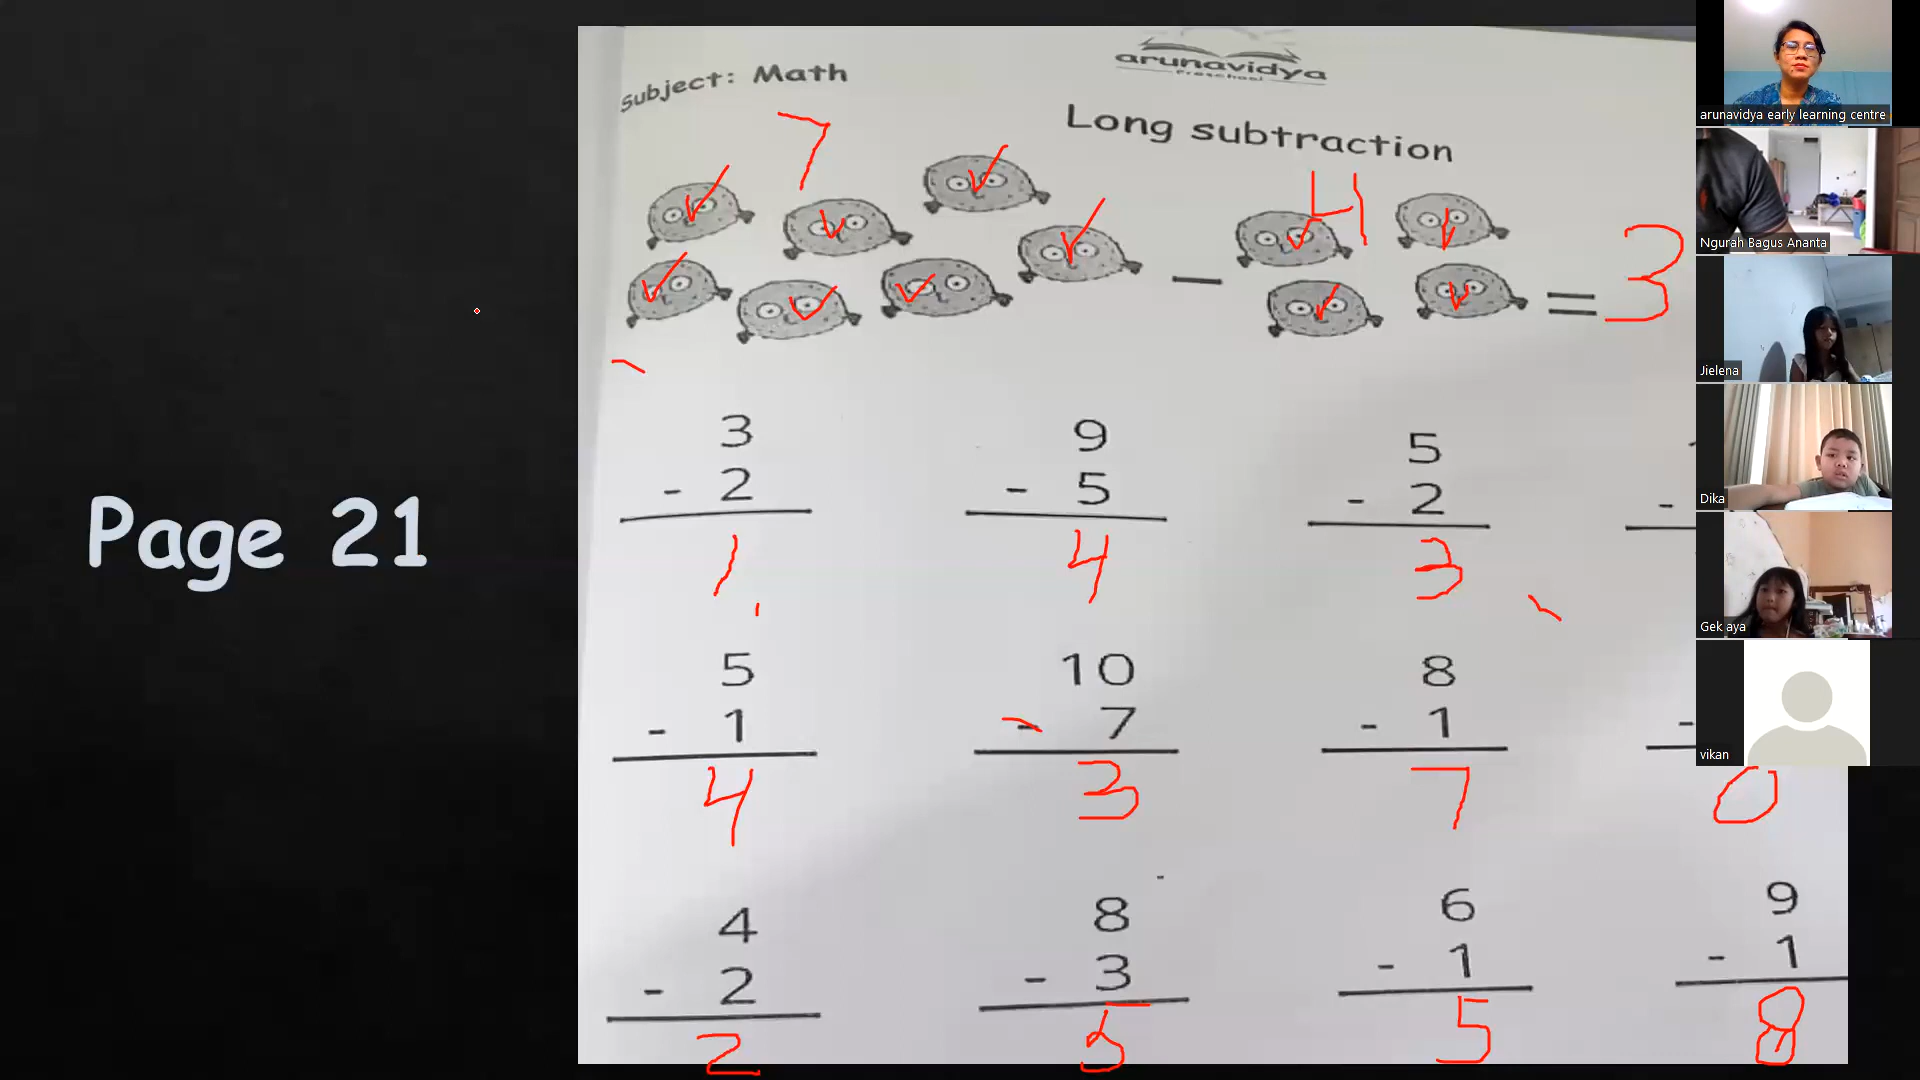 Page 21
Subject: Math
arunavidya
Preschool
Long subtraction
7
4
- = 3
3 9 5
- 2 - 5 - 2 -
1 4 3
5 10 8
- 1 - 7 - 1 -
4 3 7 0
4 8 6 9
- 2 - 3 - 1 - 1
2 5 5 8
arunavidya early learning centre
Ngurah Bagus Ananta
Jielena
Dika
Gek aya
vikan